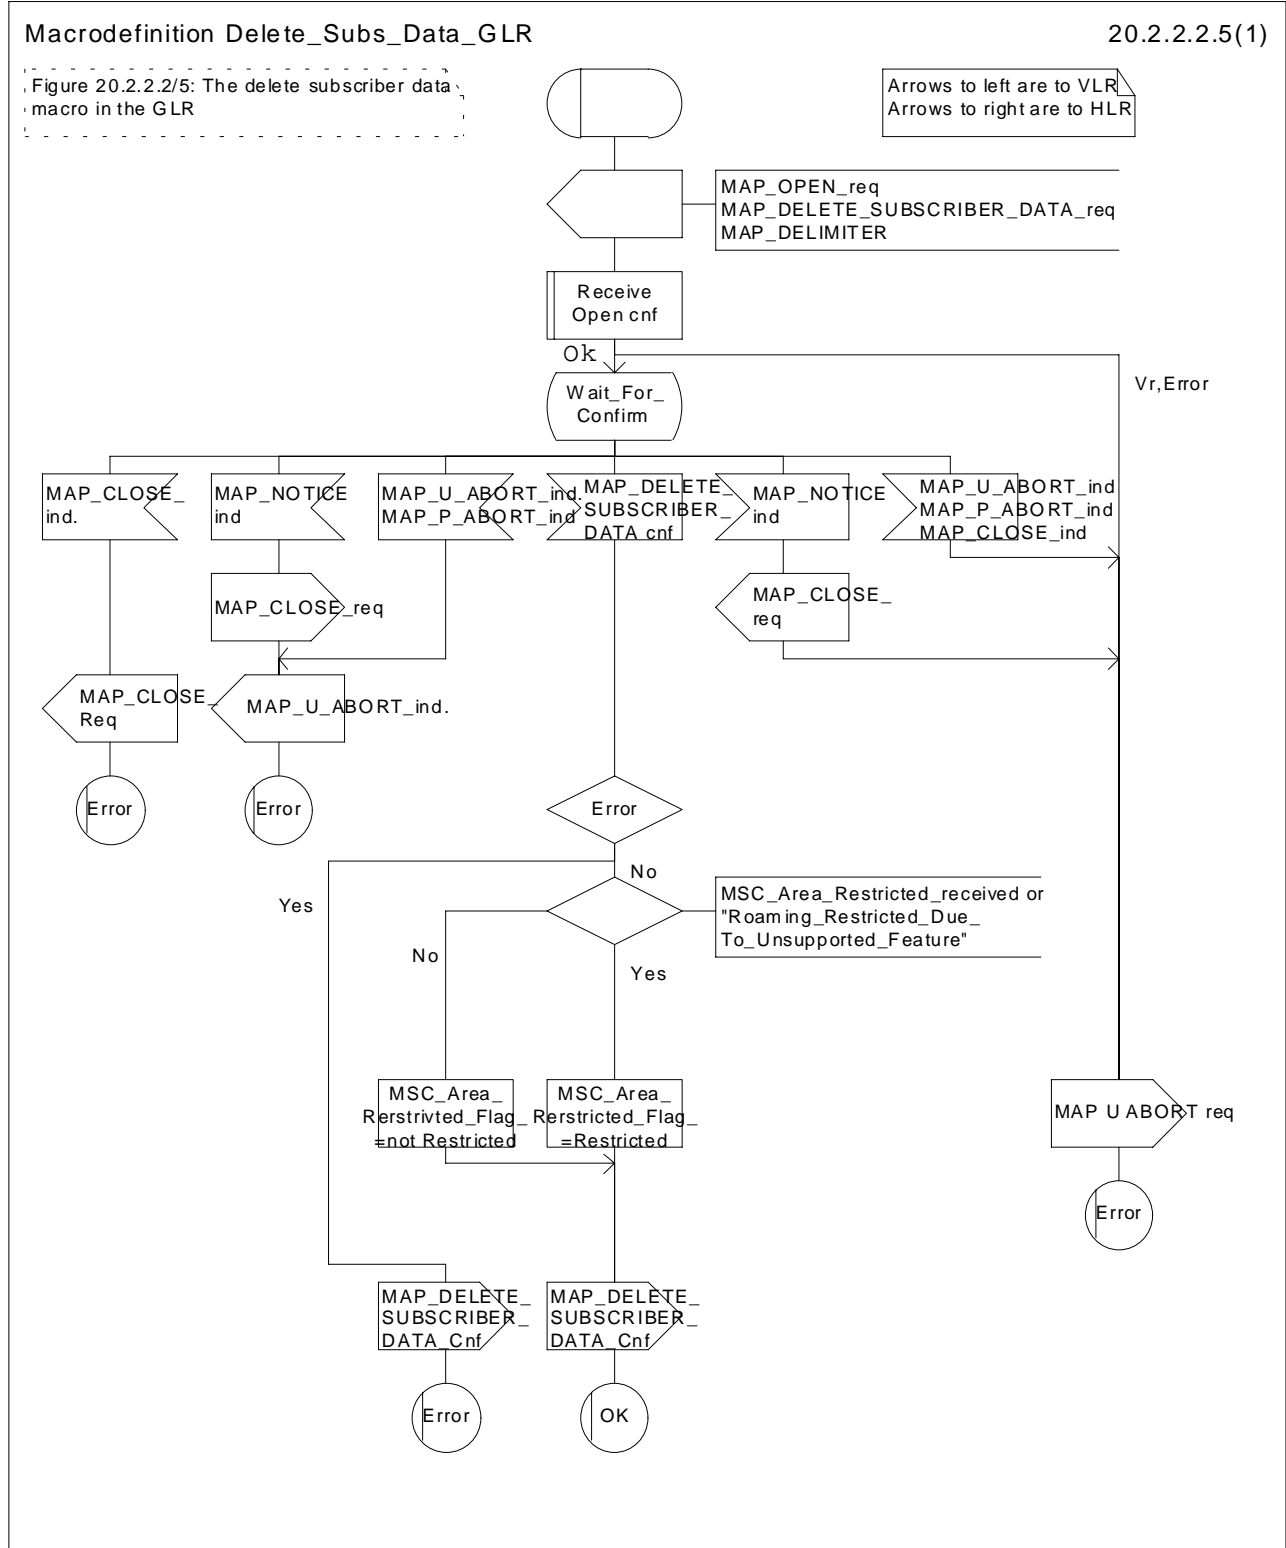 Macrodefinition Delete_Subs_Data_GLR
20.2.2.2.5(1)
Figure 20.2.2.2/5: The delete subscriber data
macro in the GLR
Arrows to left are to VLR
Arrows to right are to HLR
MAP_OPEN_req
MAP_DELETE_SUBSCRIBER_DATA_req
MAP_DELIMITER
Receive
Open cnf
Ok
Vr,Error
Wait_For_
Confirm
MAP_CLOSE_
ind.
MAP_NOTICE
ind
MAP_U_ABORT_ind.
MAP_P_ABORT_ind
MAP_DELETE_
SUBSCRIBER_
DATA cnf
MAP_NOTICE
ind
MAP_U_ABORT_ind
MAP_P_ABORT_ind
MAP_CLOSE_ind
MAP_CLOSE_req
MAP_CLOSE_
req
MAP_CLOSE_
Req
MAP_U_ABORT_ind.
Error
Error
Error
No
Yes
MSC_Area_Restricted_received or
"Roaming_Restricted_Due_
To_Unsupported_Feature"
No
Yes
MSC_Area_
Rerstrivted_Flag_
=not Restricted
MSC_Area_
Rerstricted_Flag_
=Restricted
MAP U ABORT req
Error
MAP_DELETE_
SUBSCRIBER_
DATA_Cnf
MAP_DELETE_
SUBSCRIBER_
DATA_Cnf
Error
OK